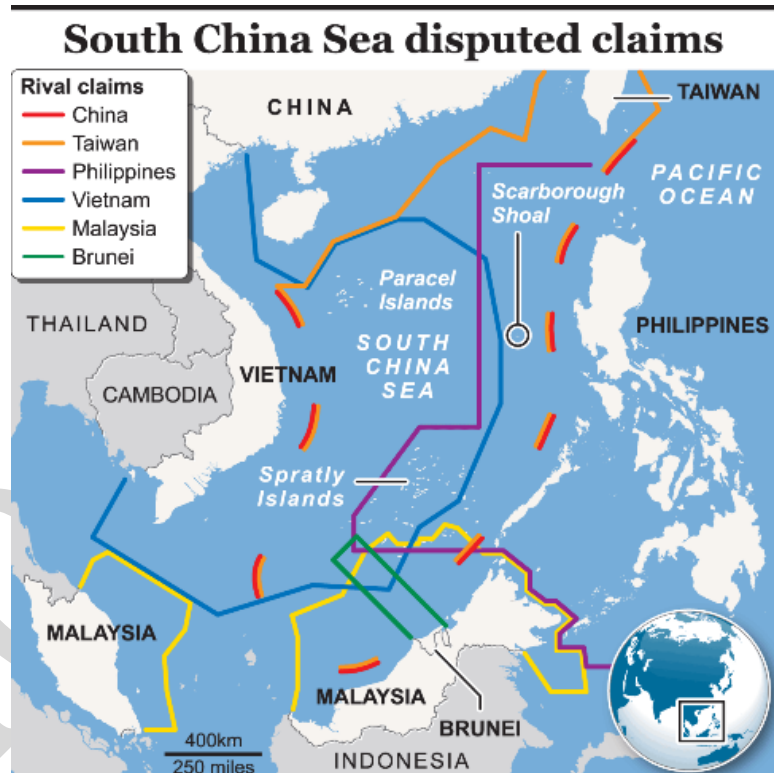 South China Sea disputed claims
Rival claims
China
Taiwan
Philippines
Vietnam
Malaysia
Brunei
CHINA
TAIWAN
PACIFIC
OCEAN
Scarborough
Shoal
Paracel
Islands
THAILAND
SOUTH
CHINA
SEA
PHILIPPINES
VIETNAM
CAMBODIA
Spratly
Islands
MALAYSIA
MALAYSIA
BRUNEI
400km
250 miles
INDONESIA